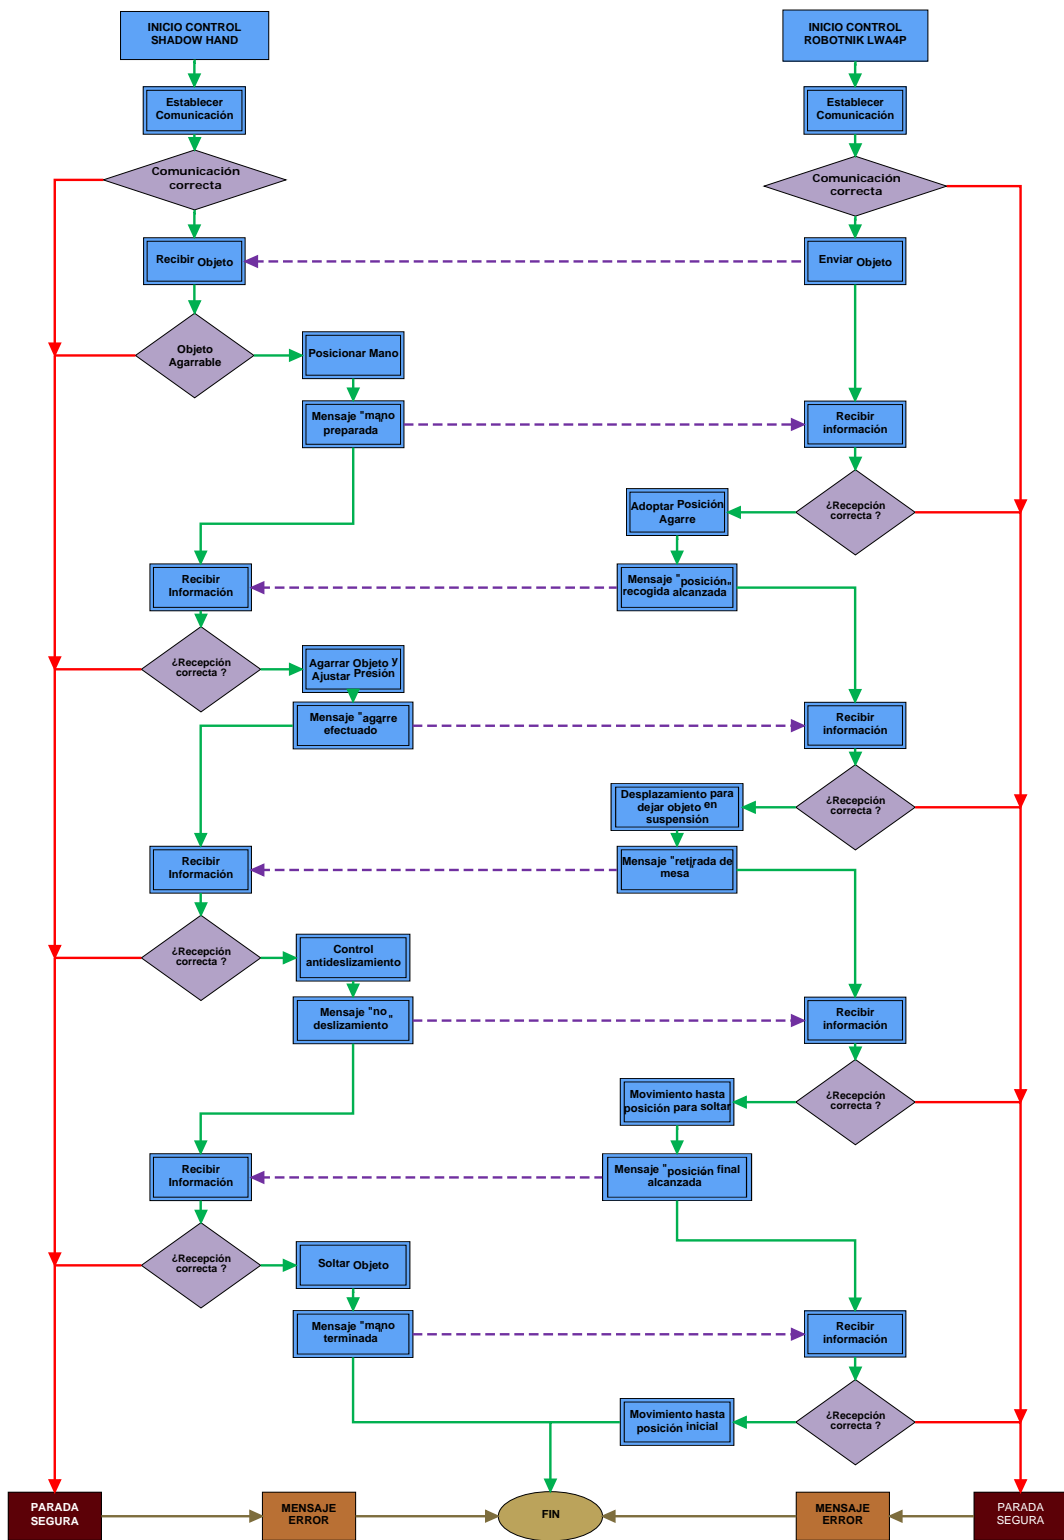 INICIO CONTROL
SHADOW HAND
INICIO CONTROL
ROBOTNIK LWA4P
Establecer
Comunicación
Establecer
Comunicación
Comunicación
correcta
Comunicación
correcta
Recibir Objeto
Enviar Objeto
Objeto
Agarrable
Posicionar Mano
Mensaje "mano
preparada
Recibir
información
¿Recepción
correcta ?
Adoptar Posición
Agarre
Recibir
Información
Mensaje "posición"
recogida alcanzada
¿Recepción
correcta ?
Agarrar Objeto y
Ajustar Presión
Mensaje "agarre
efectuado
Recibir
información
¿Recepción
correcta ?
Desplazamiento para
dejar objeto en
suspensión
Recibir
Información
Mensaje "retirada de
mesa
¿Recepción
correcta ?
Control
antideslizamiento
Mensaje "no
deslizamiento"
Recibir
información
¿Recepción
correcta ?
Movimiento hasta
posición para soltar
Recibir
Información
Mensaje "posición final
alcanzada
¿Recepción
correcta ?
Soltar Objeto
Mensaje "mano
terminada
Recibir
información
¿Recepción
correcta ?
Movimiento hasta
posición inicial
PARADA
SEGURA
MENSAJE
ERROR
FIN
MENSAJE
ERROR
PARADA
SEGURA